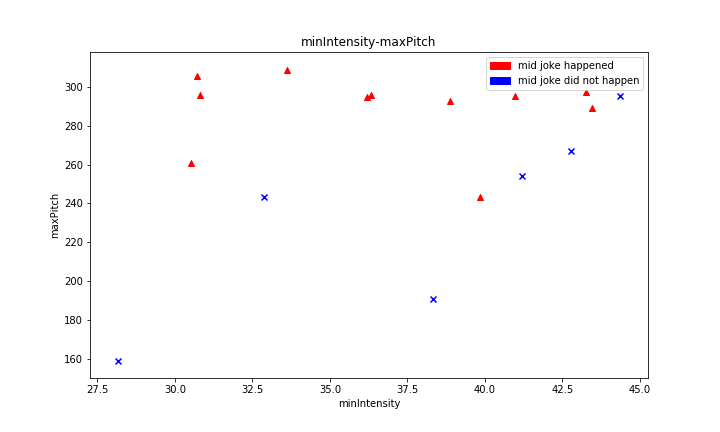 minIntensity-maxPitch
mid joke happened
mid joke did not happen
maxPitch
300
280
260
240
220
200
180
160
27.5 30.0 32.5 35.0 37.5 40.0 42.5 45.0
minIntensity